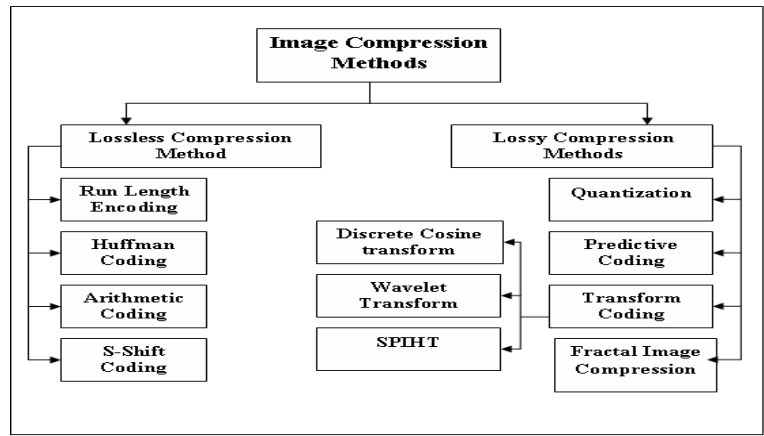 Image Compression
Methods
Lossless Compression
Method
Lossy Compression
Methods
Run Length
Encoding
Quantization
Discrete Cosine
transform
Huffman
Coding
Predictive
Coding
Wavelet
Transform
Arithmetic
Coding
Transform
Coding
SPIHT
S-Shift
Coding
Fractal Image
Compression